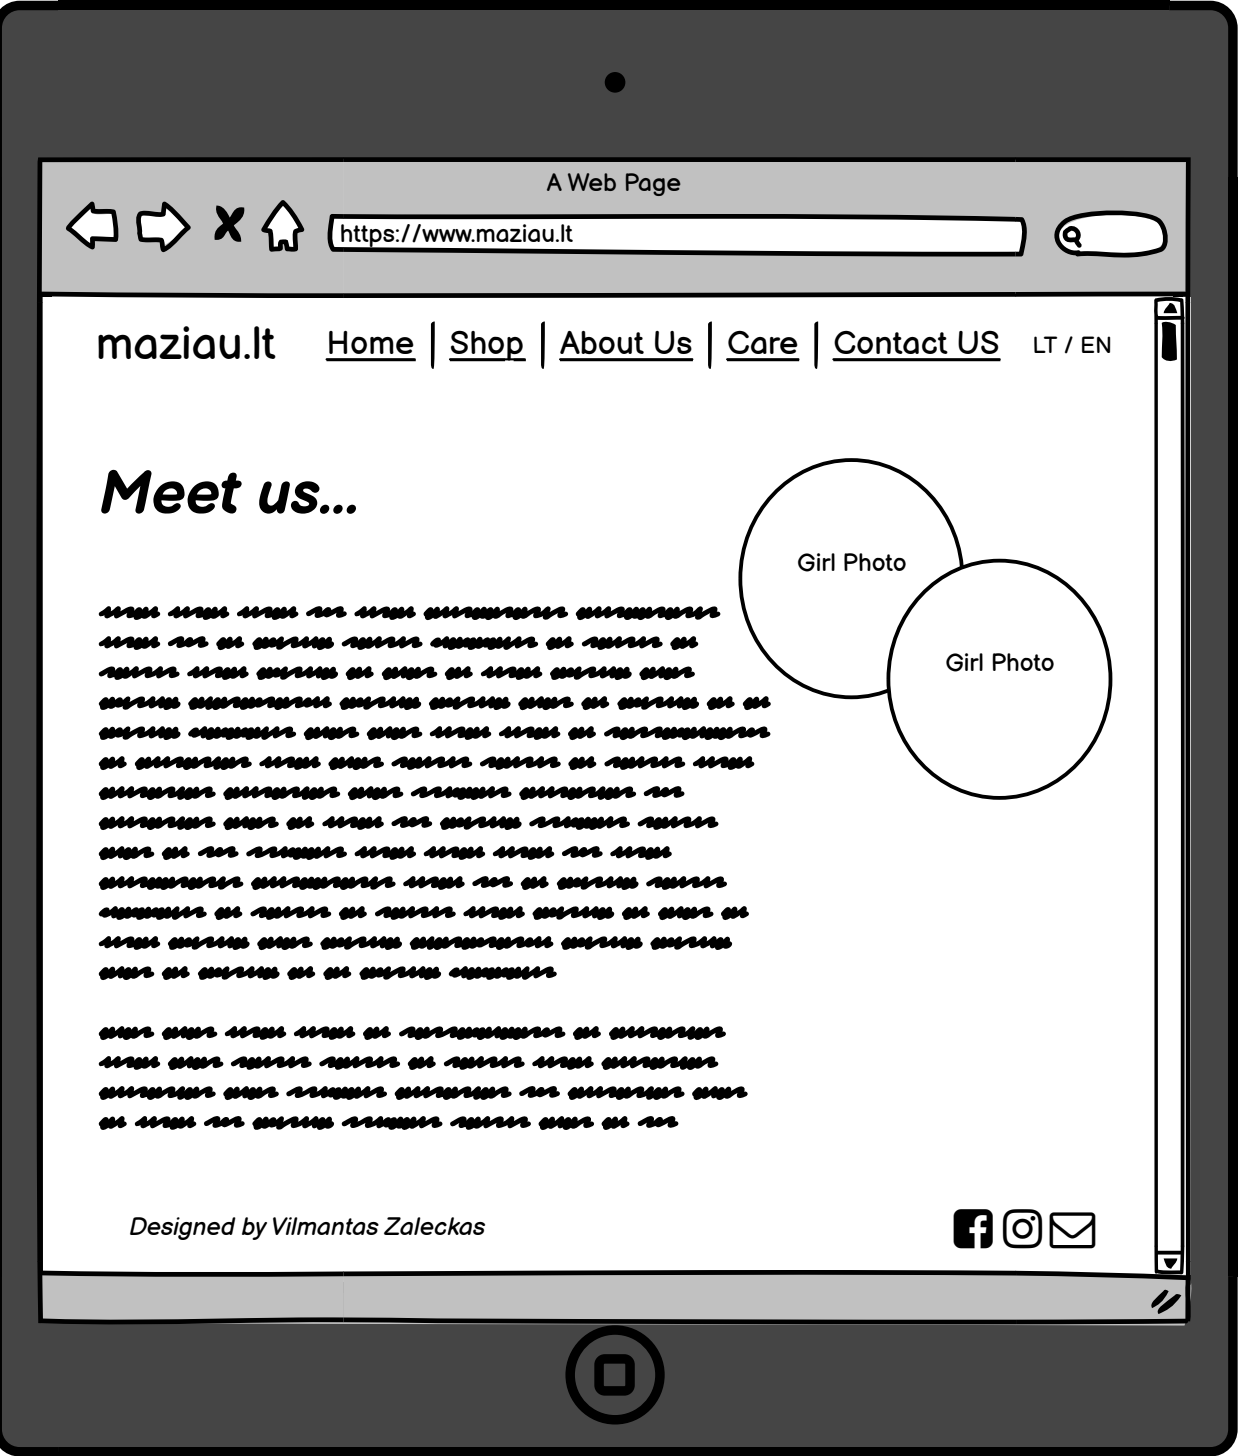 A Web Page
https://www.maziau.lt
maziau.lt Home Shop About Us Care Contact US LT / EN
Meet us...
Girl Photo
Girl Photo
Designed by Vilmantas Zaleckas